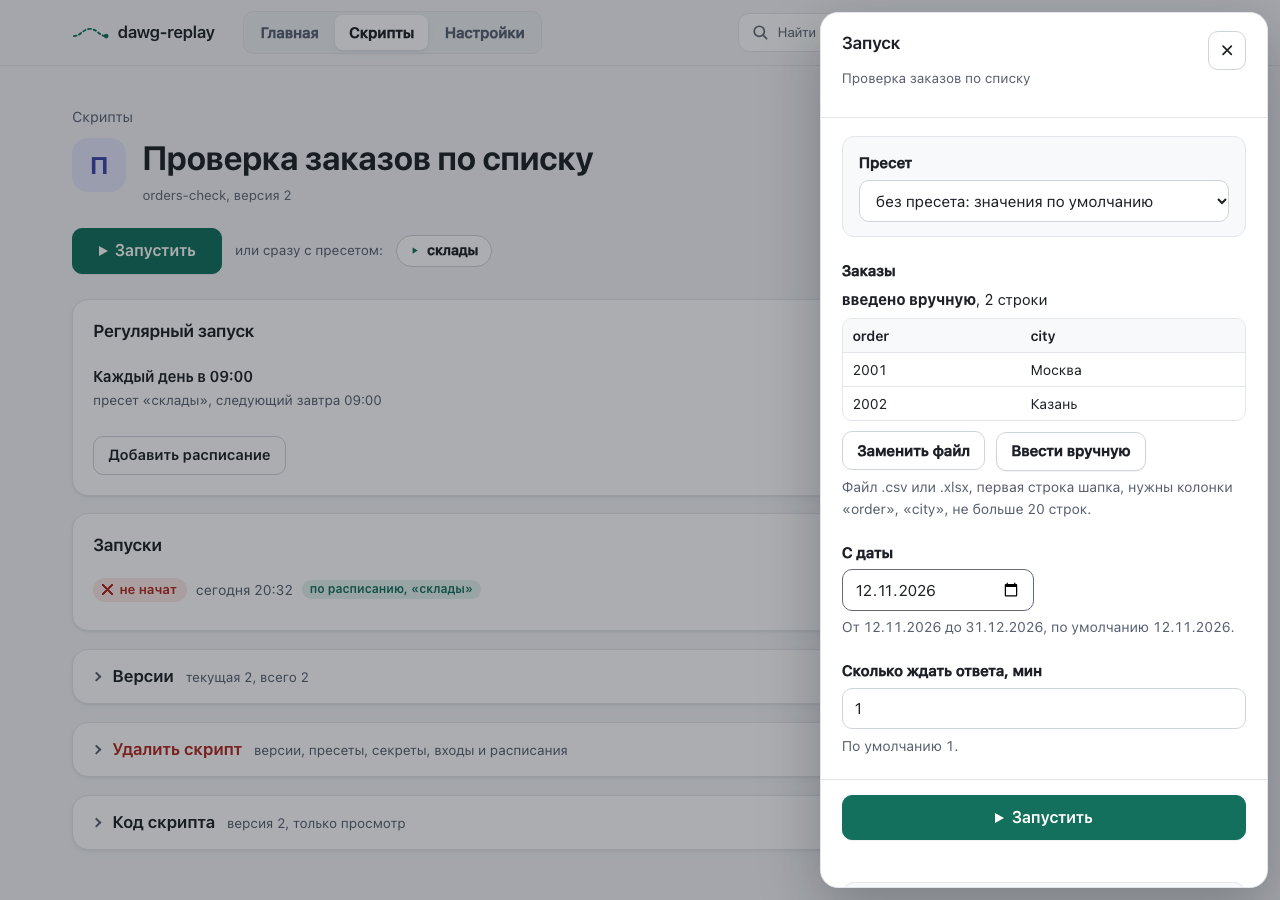 dawg-replay
Главная
Скрипты
Настройки
Найти
Скрипты
П
Проверка заказов по списку
orders-check, версия 2
Запустить
или сразу с пресетом:
склады
Регулярный запуск
Каждый день в 09:00
пресет «склады», следующий завтра 09:00
Добавить расписание
Запуски
не начат
сегодня 20:32
по расписанию, «склады»
Версии
текущая 2, всего 2
Удалить скрипт
версии, пресеты, секреты, входы и расписания
Код скрипта
версия 2, только просмотр
Запуск
Проверка заказов по списку
Пресет
без пресета: значения по умолчанию
Заказы
введено вручную, 2 строки
order city
2001 Москва
2002 Казань
Заменить файл
Ввести вручную
Файл .csv или .xlsx, первая строка шапка, нужны колонки
«order», «city», не больше 20 строк.
С даты
12.11.2026
От 12.11.2026 до 31.12.2026, по умолчанию 12.11.2026.
Сколько ждать ответа, мин
1
По умолчанию 1.
Запустить